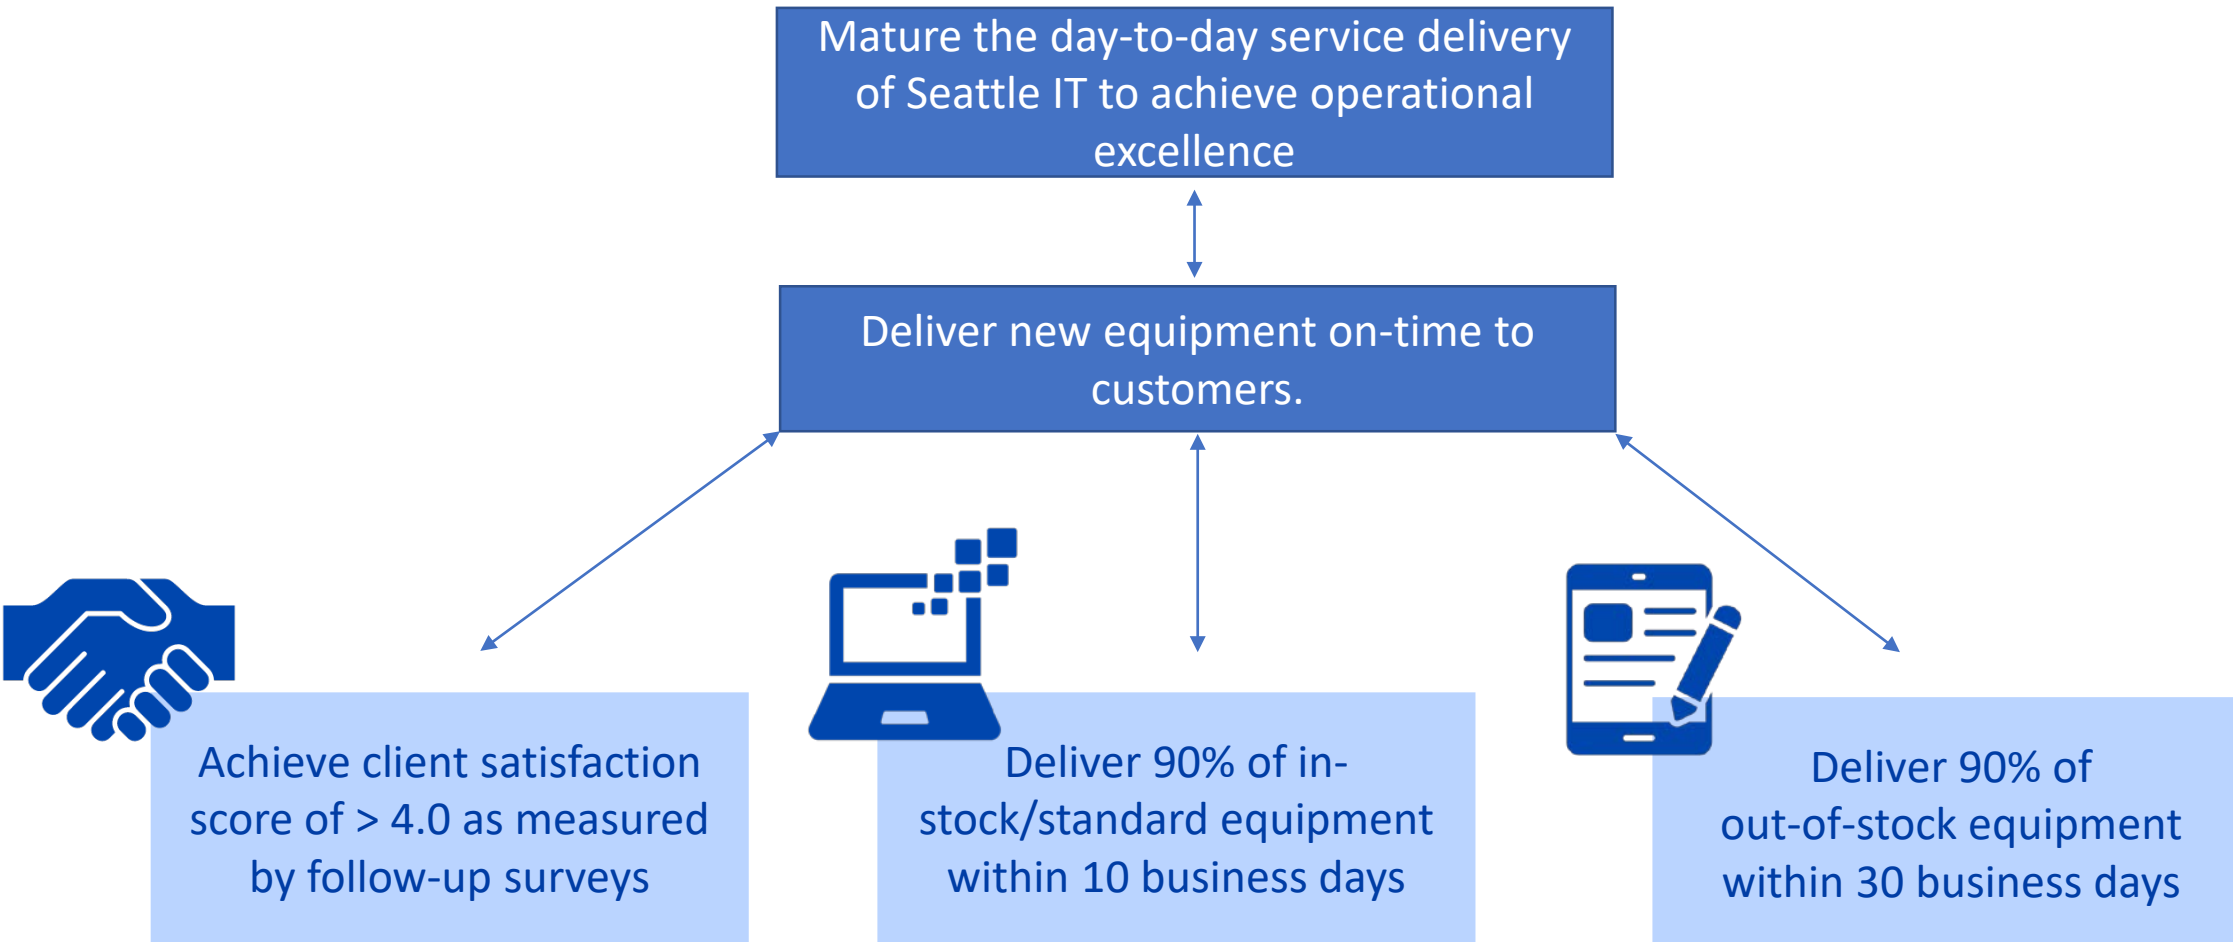 Mature the day-to-day service delivery
of Seattle IT to achieve operational
excellence
Deliver new equipment on-time to
customers.
Achieve client satisfaction
score of > 4.0 as measured
by follow-up surveys
Deliver 90% of in-
stock/standard equipment
within 10 business days
Deliver 90% of
out-of-stock equipment
within 30 business days